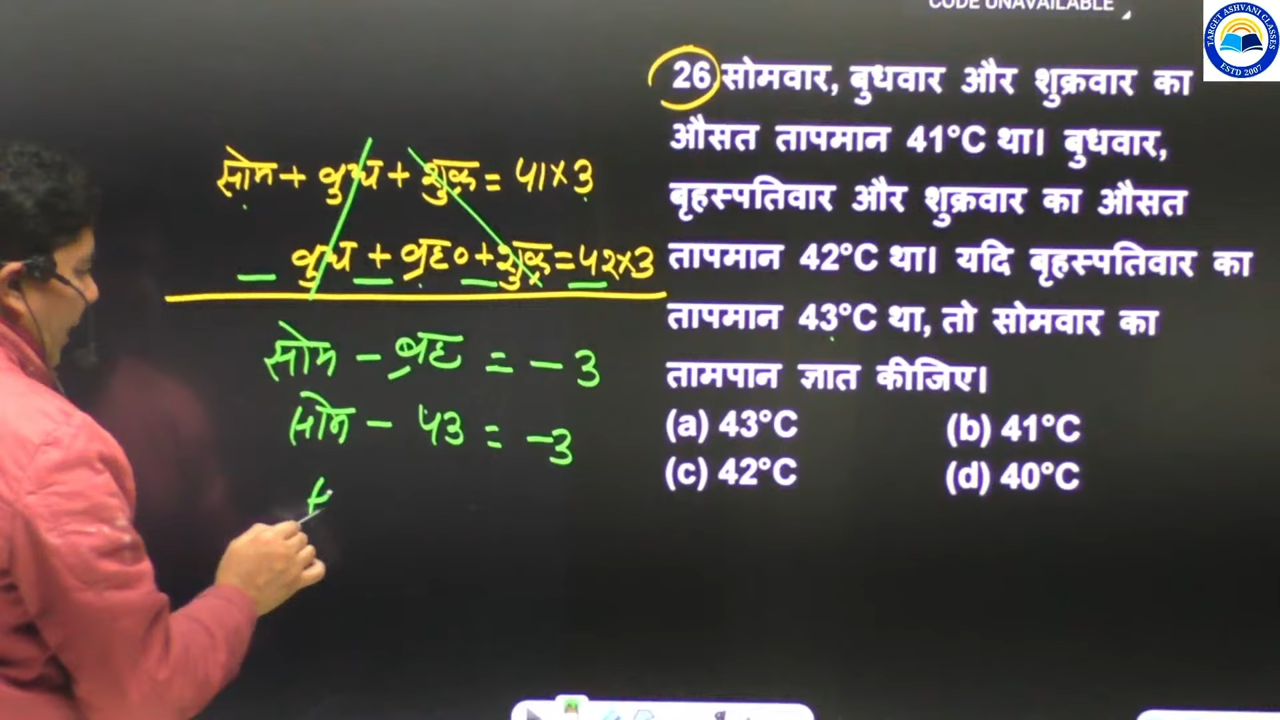 CODE UNAVAILABLE
TARGET ASHVANI CLASSES
ESTD 2007
26 सोमवार, बुधवार और शुक्रवार का
औसत तापमान 41°C था। बुधवार,
बृहस्पतिवार और शुक्रवार का औसत
तापमान 42°C था। यदि बृहस्पतिवार का
तापमान 43°C था, तो सोमवार का
तामपान ज्ञात कीजिए।
(a) 43°C (b) 41°C
(c) 42°C (d) 40°C
सोम + बुध + शुक्र = 41×3
बुध + बृह० + शुक्र = 42×3
सोम - बृह = - 3
सोम - 43 = -3